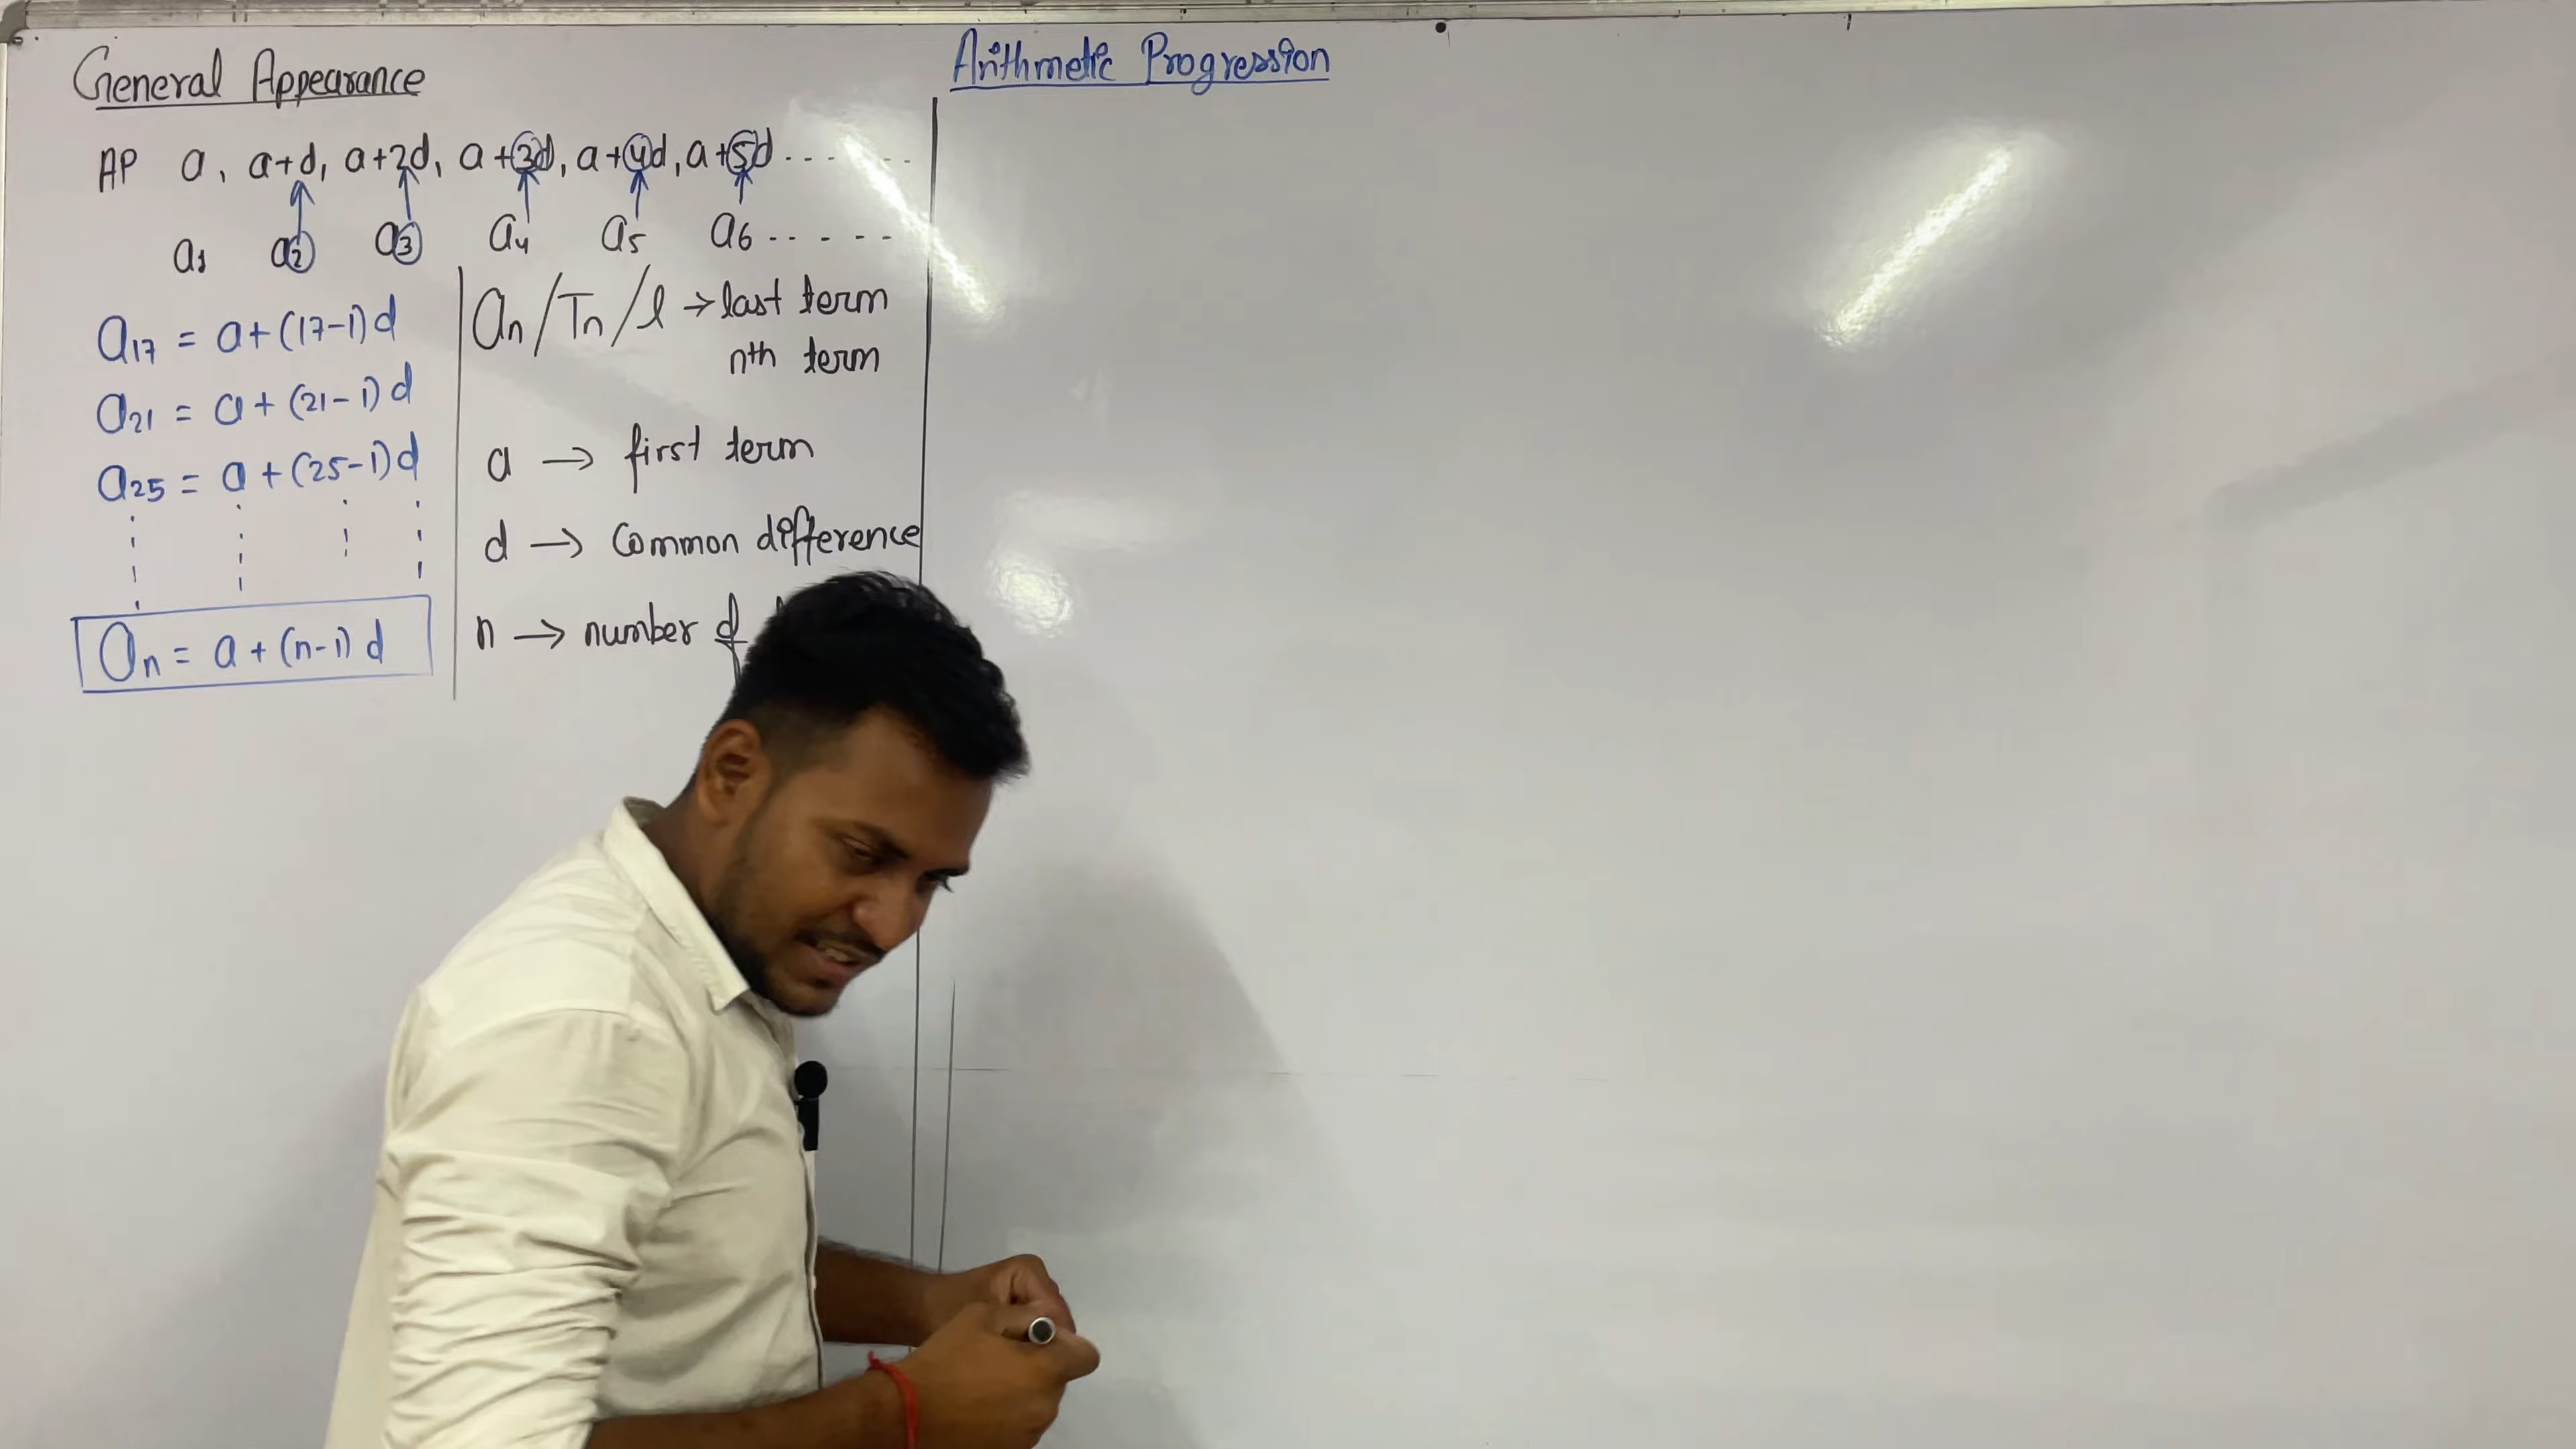 Arithmetic Progression
General Appearance
AP a, a+d, a+2d, a+3d, a+4d, a+5d ......
a₁ a₂ a₃ a₄ a₅ a₆ .....
a₁₇ = a+(17-1)d
a₂₁ = a+(21-1)d
a₂₅ = a+(25-1)d
aₙ = a+(n-1)d
aₙ/Tₙ/l → last term
nth term
a → first term
d → Common difference
n → number of